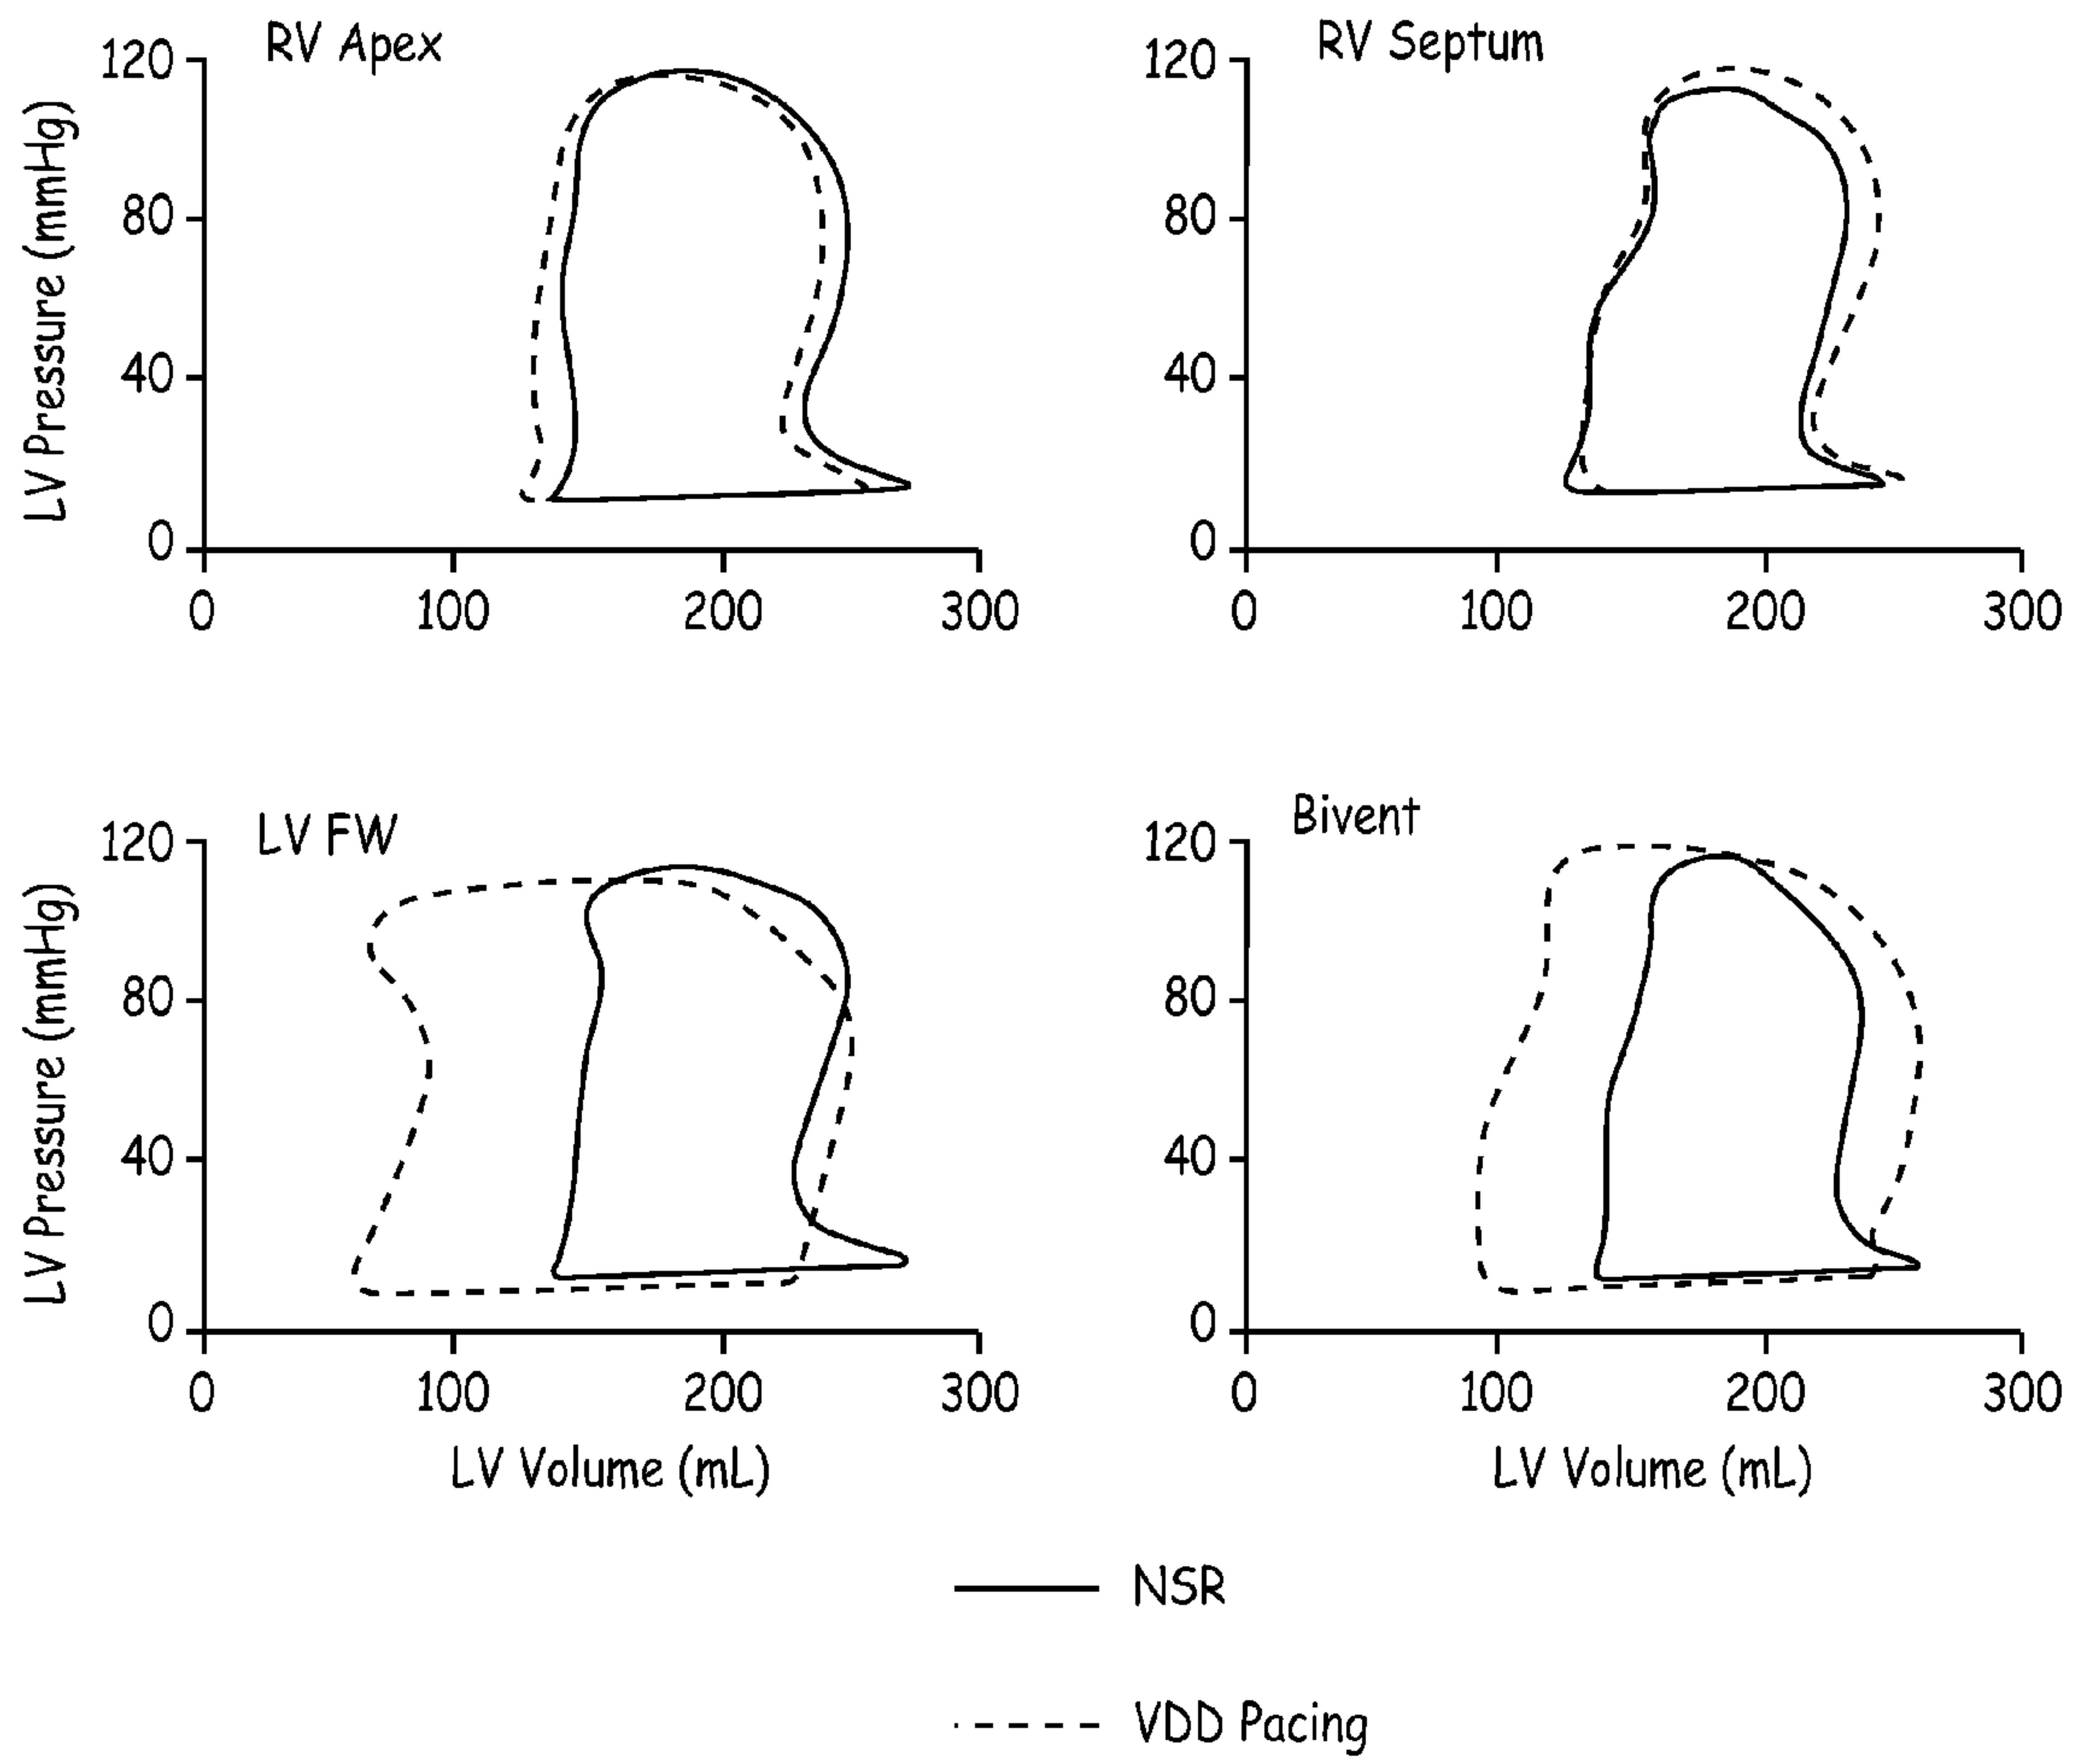 RV Apex
LV Pressure (mmHg)
120
80
40
0
0 100 200 300
RV Septum
120
80
40
0
0 100 200 300
LV FW
LV Pressure (mmHg)
120
80
40
0
0 100 200 300
LV Volume (mL)
Bivent
120
80
40
0
0 100 200 300
LV Volume (mL)
NSR
VDD Pacing